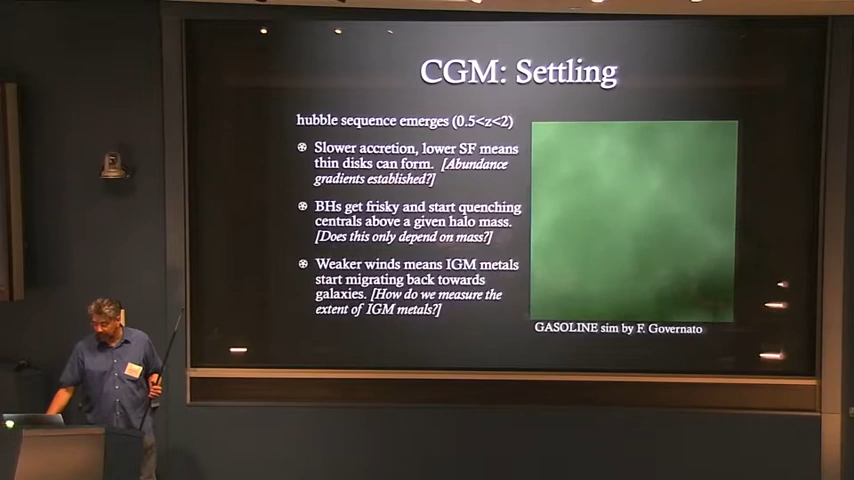 CGM: Settling
hubble sequence emerges (0.5<z<2)
Slower accretion, lower SF means
thin disks can form. [Abundance
gradients established?]
BHs get frisky and start quenching
centrals above a given halo mass.
[Does this only depend on mass?]
Weaker winds means IGM metals
start migrating back towards
galaxies. [How do we measure the
extent of IGM metals?]
GASOLINE sim by F. Governato